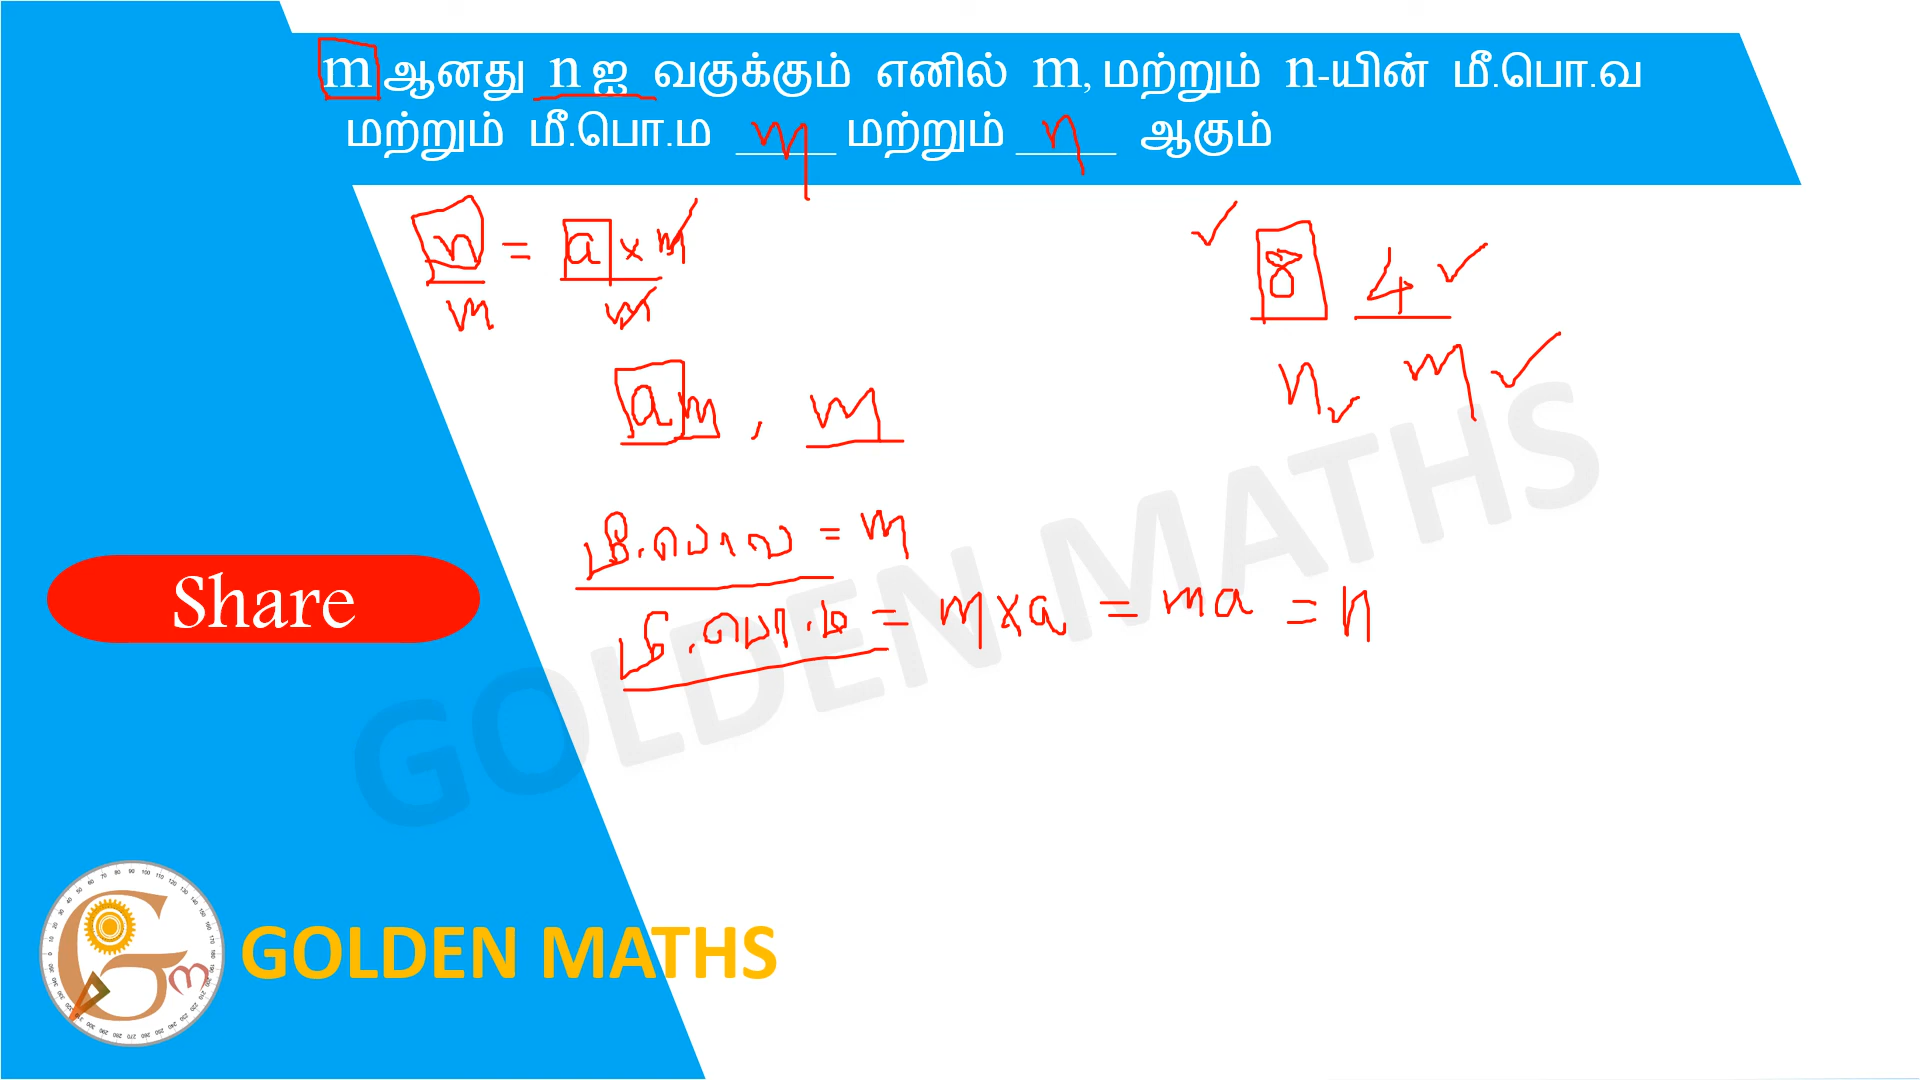 m ஆனது n ஐ வகுக்கும் எனில் m, மற்றும் n-யின் மீ.பொ.வ
மற்றும் மீ.பொ.ம m மற்றும் n ஆகும்
n/m = a × m/m
8 4
n m
am , m
மீ.பொ.வ = m
மீ.பொ.ம = m×a = ma = n
Share
GOLDEN MATHS
GOLDEN MATHS